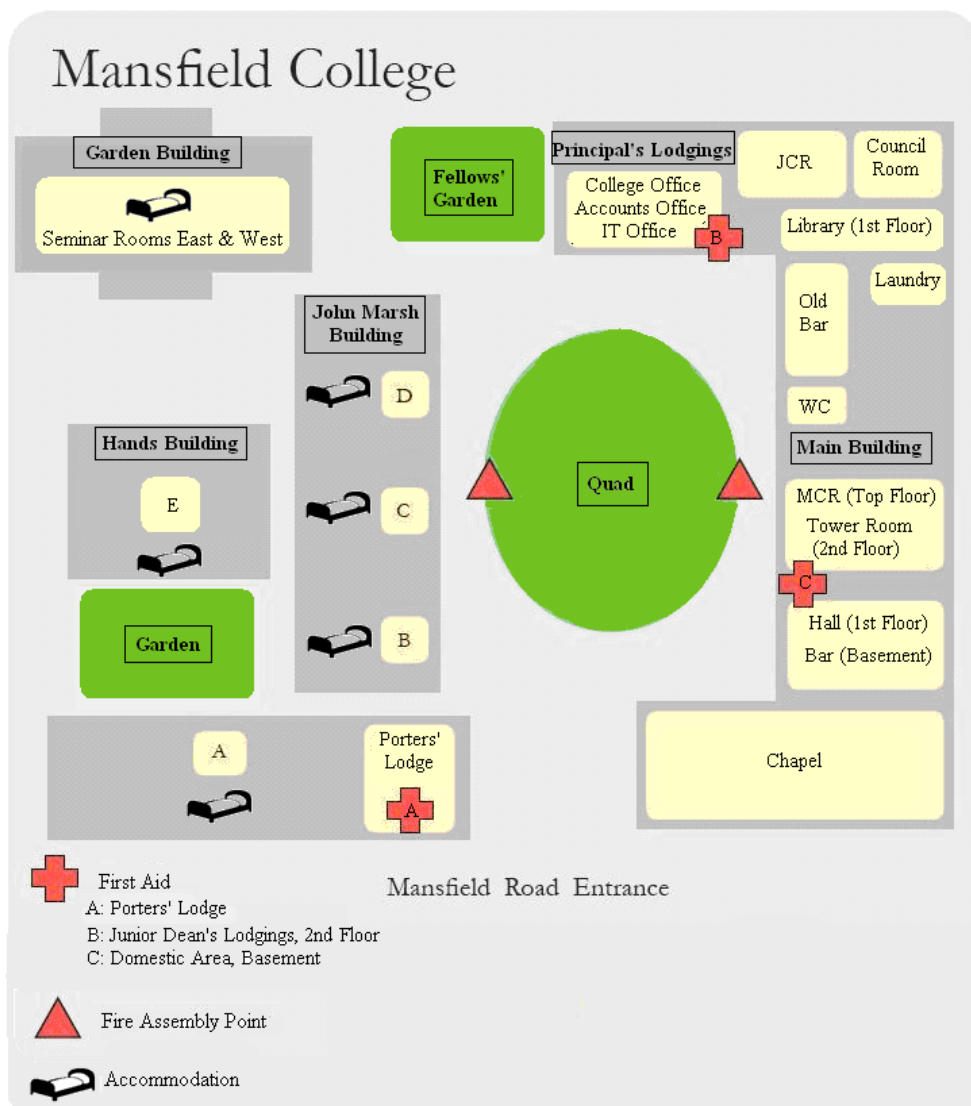 Mansfield College
Garden Building
Seminar Rooms East & West
Fellows'
Garden
Principal's Lodgings
College Office
Accounts Office
IT Office
B
JCR
Council
Room
Library (1st Floor)
Old
Bar
Laundry
WC
John Marsh
Building
D
C
B
Hands Building
E
Garden
Quad
Main Building
MCR (Top Floor)
Tower Room
(2nd Floor)
C
Hall (1st Floor)
Bar (Basement)
A
Porters'
Lodge
A
Chapel
Mansfield Road Entrance
First Aid
A: Porters' Lodge
B: Junior Dean's Lodgings, 2nd Floor
C: Domestic Area, Basement
Fire Assembly Point
Accommodation